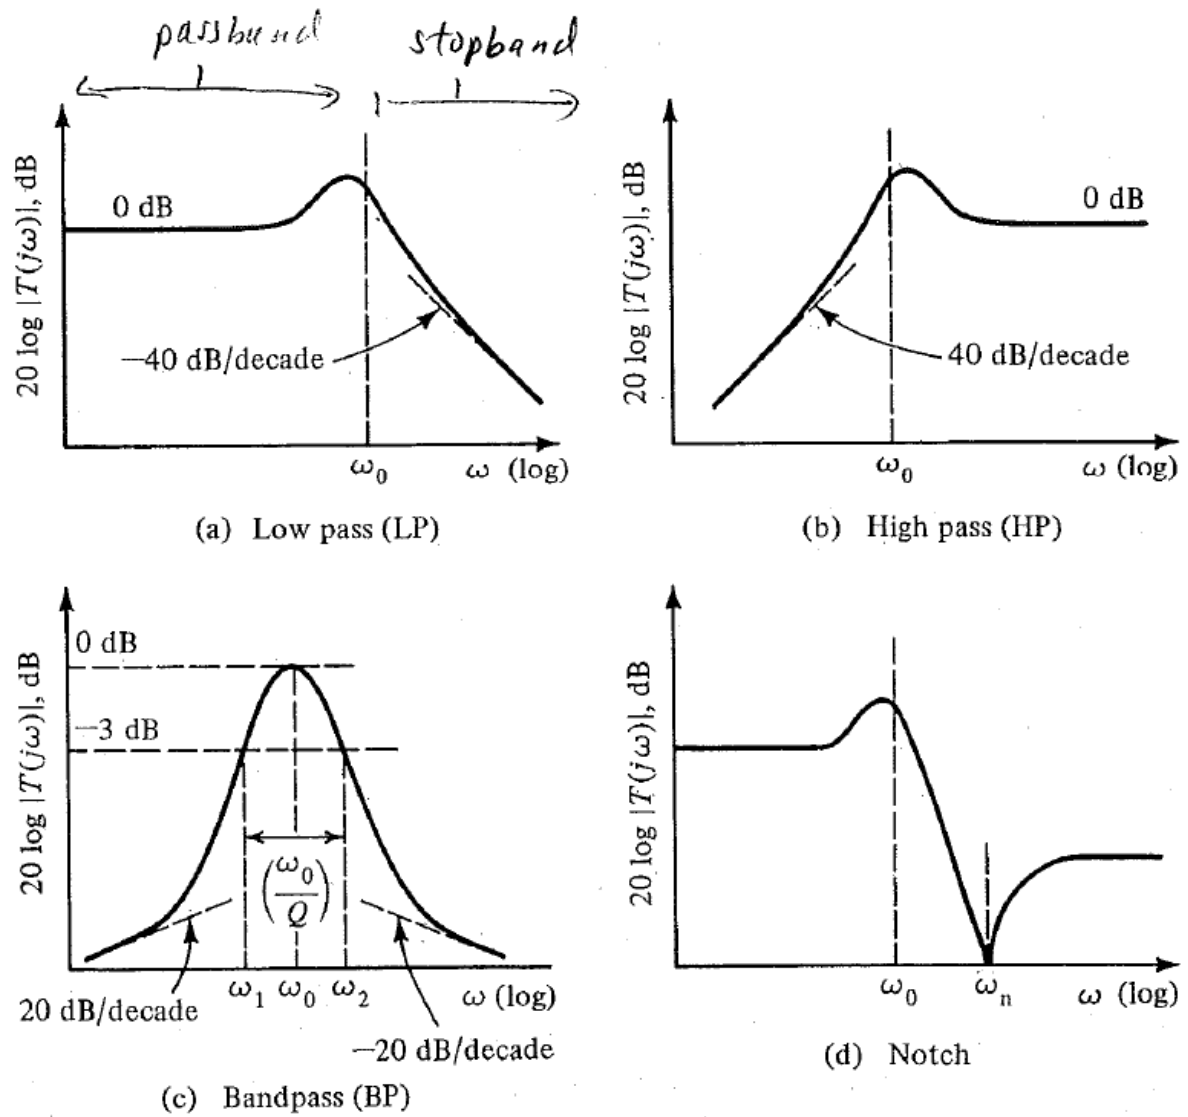 passband
stopband
20 log |T(jω)|, dB
0 dB
−40 dB/decade
ω₀
ω (log)
(a) Low pass (LP)
20 log |T(jω)|, dB
0 dB
40 dB/decade
ω₀
ω (log)
(b) High pass (HP)
20 log |T(jω)|, dB
0 dB
−3 dB
(ω₀/Q)
ω₁ ω₀ ω₂
ω (log)
20 dB/decade
−20 dB/decade
(c) Bandpass (BP)
20 log |T(jω)|, dB
ω₀
ωₙ
ω (log)
(d) Notch